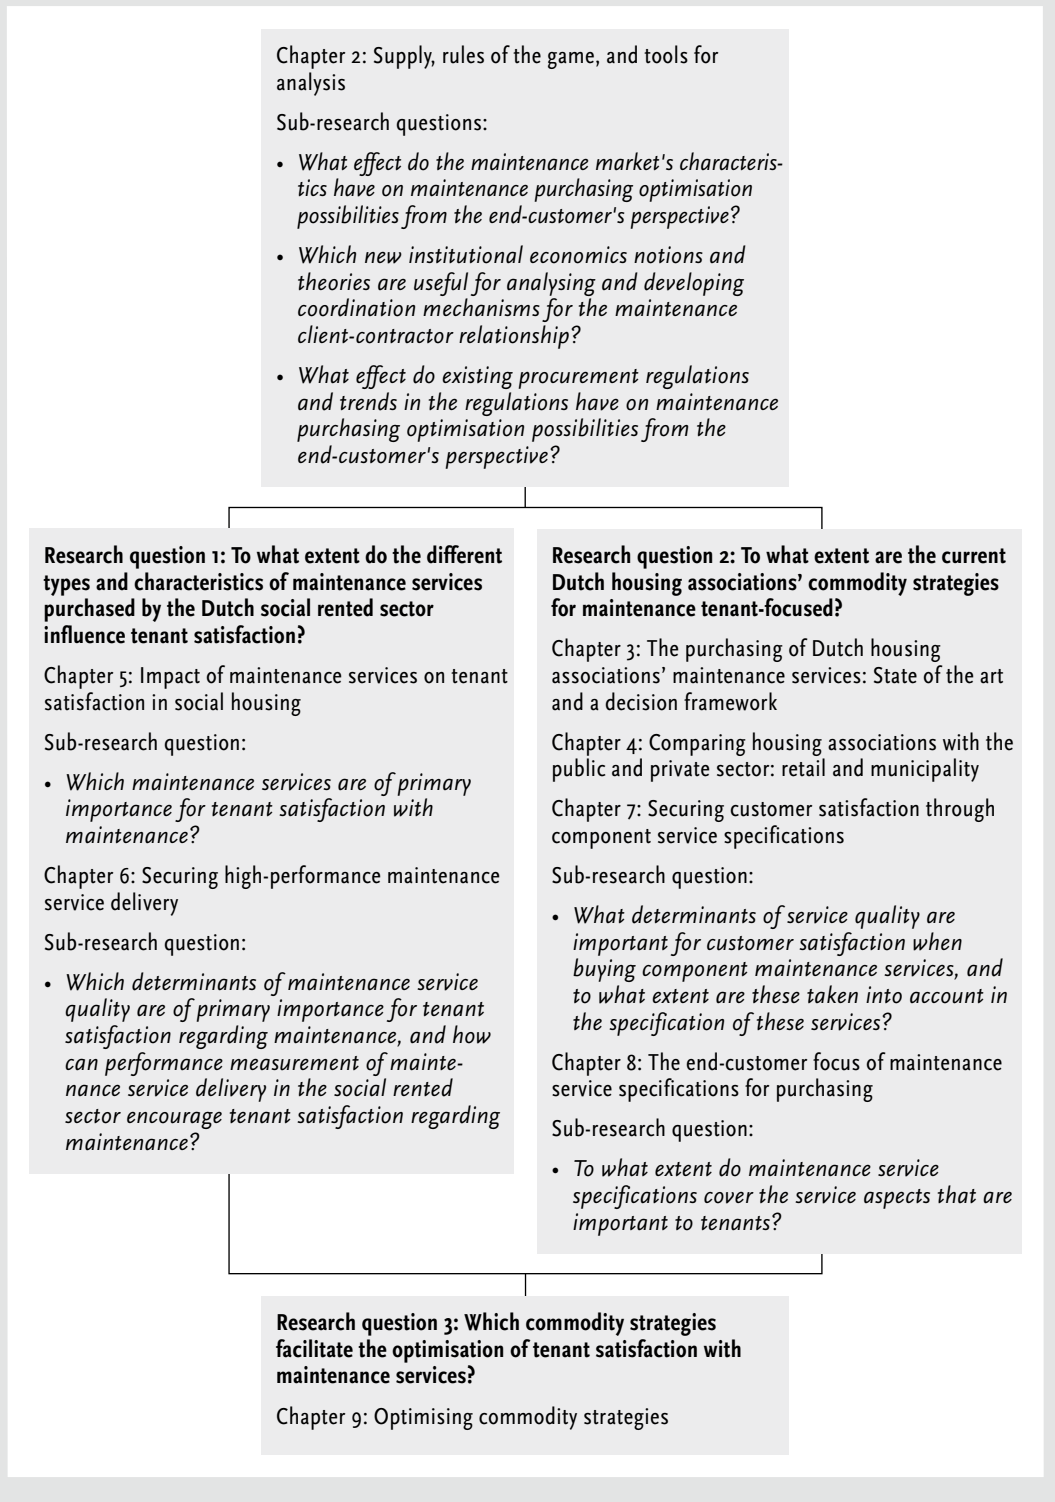 Chapter 2: Supply, rules of the game, and tools for
analysis
Sub-research questions:
• What effect do the maintenance market's characteris-
tics have on maintenance purchasing optimisation
possibilities from the end-customer's perspective?
• Which new institutional economics notions and
theories are useful for analysing and developing
coordination mechanisms for the maintenance
client-contractor relationship?
• What effect do existing procurement regulations
and trends in the regulations have on maintenance
purchasing optimisation possibilities from the
end-customer's perspective?
Research question 1: To what extent do the different
types and characteristics of maintenance services
purchased by the Dutch social rented sector
influence tenant satisfaction?
Chapter 5: Impact of maintenance services on tenant
satisfaction in social housing
Sub-research question:
• Which maintenance services are of primary
importance for tenant satisfaction with
maintenance?
Chapter 6: Securing high-performance maintenance
service delivery
Sub-research question:
• Which determinants of maintenance service
quality are of primary importance for tenant
satisfaction regarding maintenance, and how
can performance measurement of mainte-
nance service delivery in the social rented
sector encourage tenant satisfaction regarding
maintenance?
Research question 2: To what extent are the current
Dutch housing associations’ commodity strategies
for maintenance tenant-focused?
Chapter 3: The purchasing of Dutch housing
associations’ maintenance services: State of the art
and a decision framework
Chapter 4: Comparing housing associations with the
public and private sector: retail and municipality
Chapter 7: Securing customer satisfaction through
component service specifications
Sub-research question:
• What determinants of service quality are
important for customer satisfaction when
buying component maintenance services, and
to what extent are these taken into account in
the specification of these services?
Chapter 8: The end-customer focus of maintenance
service specifications for purchasing
Sub-research question:
• To what extent do maintenance service
specifications cover the service aspects that are
important to tenants?
Research question 3: Which commodity strategies
facilitate the optimisation of tenant satisfaction with
maintenance services?
Chapter 9: Optimising commodity strategies